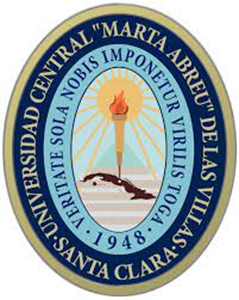 UNIVERSIDAD CENTRAL "MARTA ABREU" DE LAS VILLAS
·SANTA CLARA·
VERITATE SOLA NOBIS IMPONETUR VIRILIS TOGA
·1948·